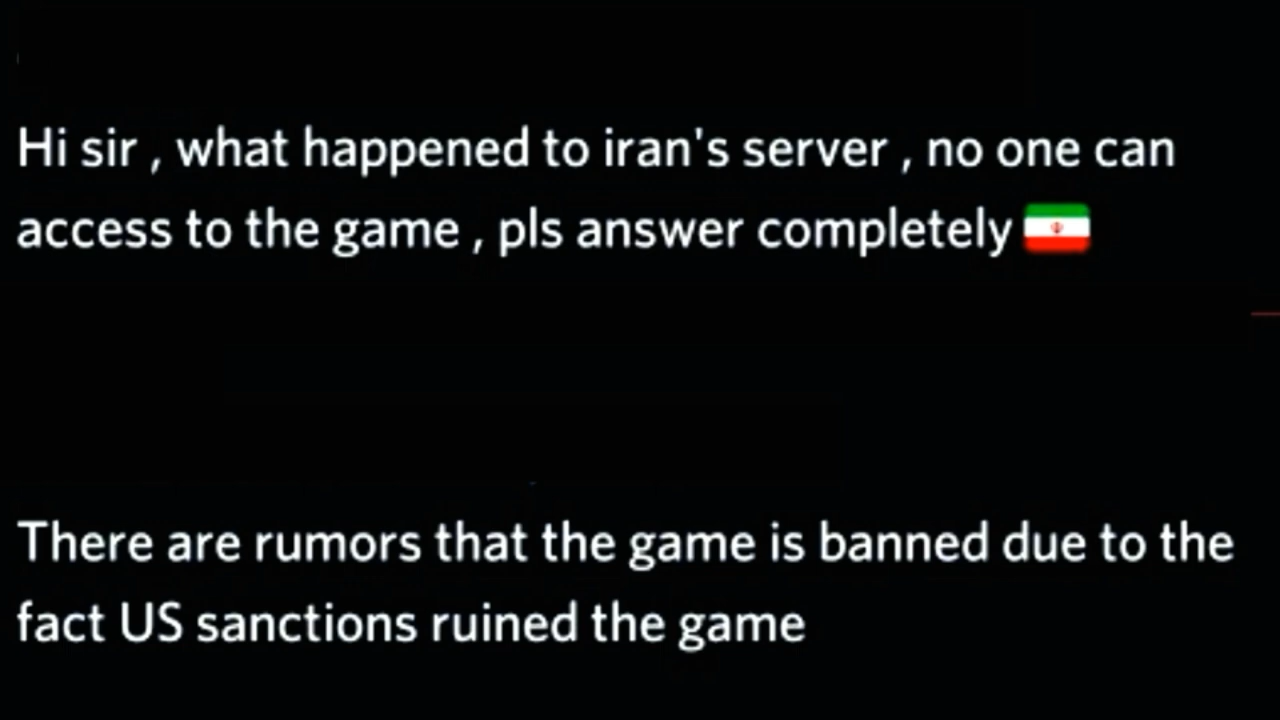 Hi sir , what happened to iran's server , no one can
access to the game , pls answer completely 🇮🇷
There are rumors that the game is banned due to the
fact US sanctions ruined the game